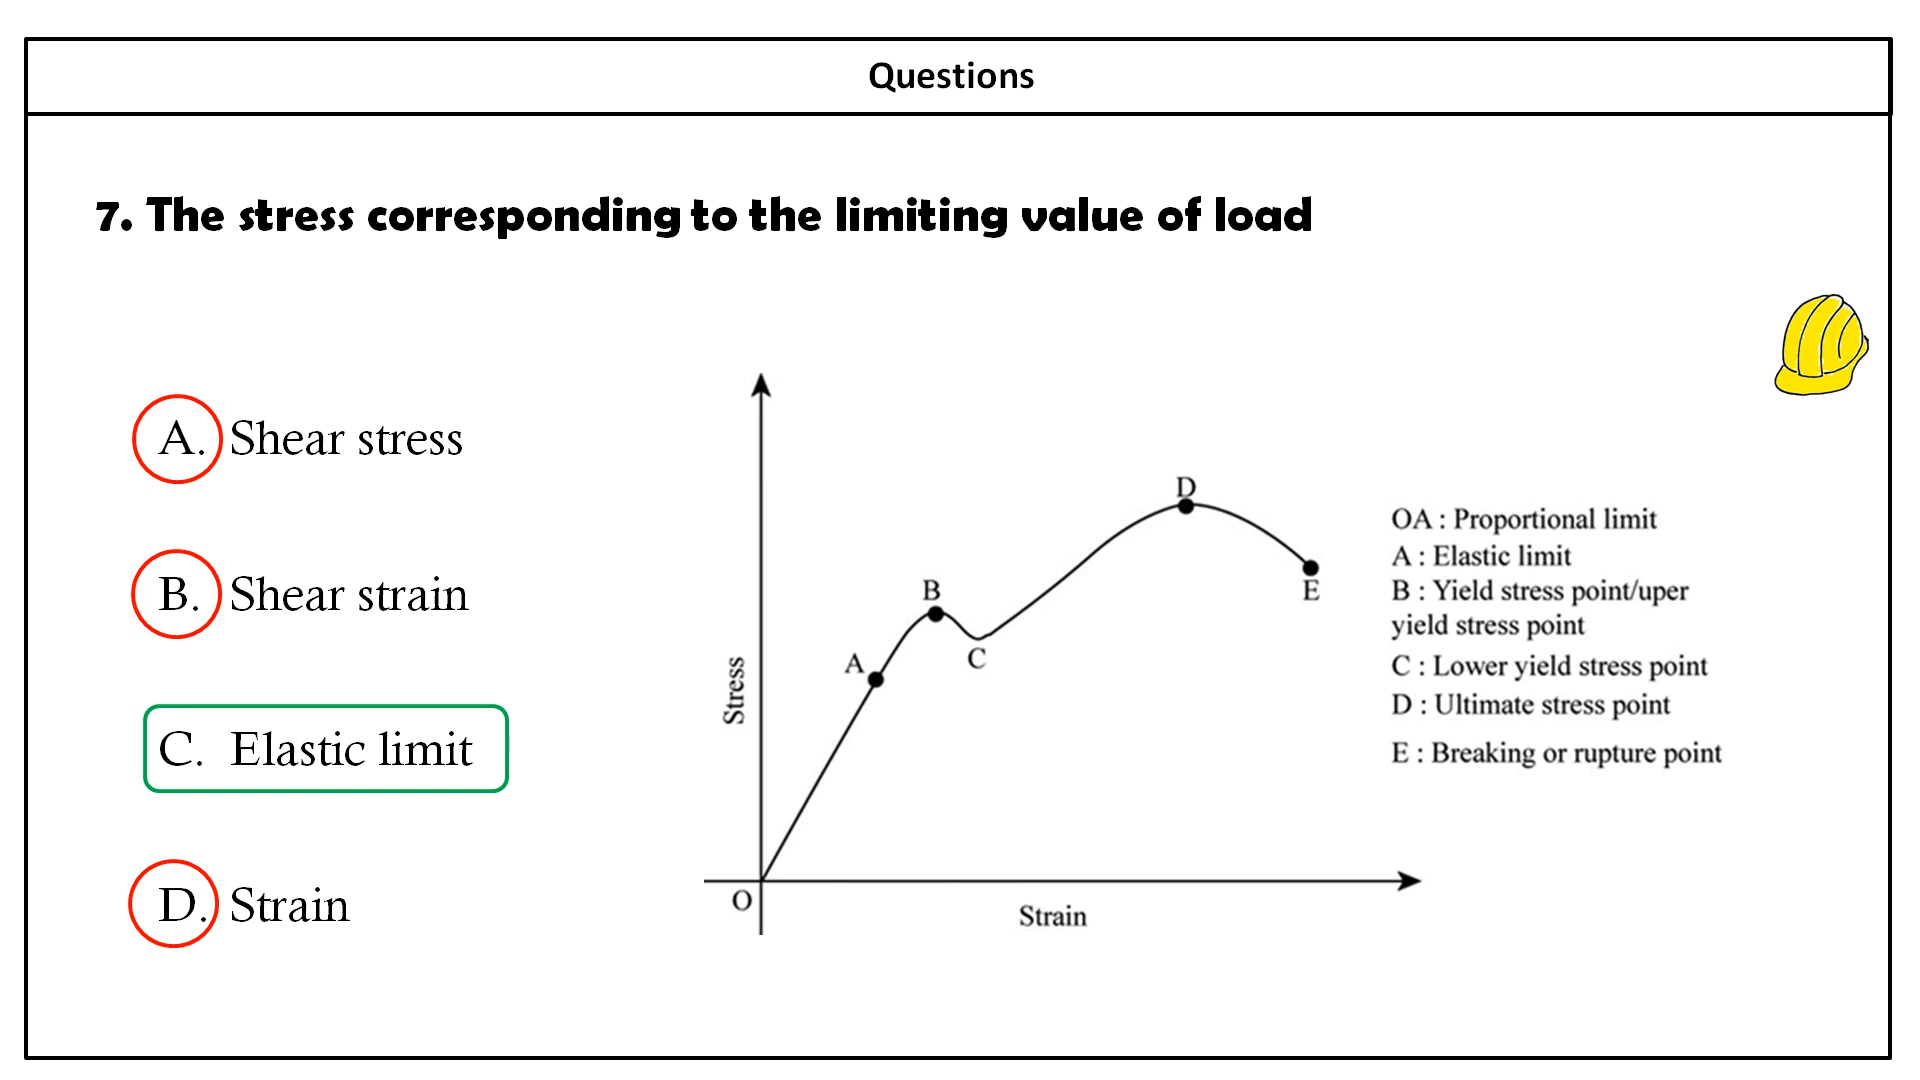 Questions
7. The stress corresponding to the limiting value of load
A. Shear stress
B. Shear strain
C. Elastic limit
D. Strain
Stress
Strain
O
A
B
C
D
E
OA : Proportional limit
A : Elastic limit
B : Yield stress point/uper
yield stress point
C : Lower yield stress point
D : Ultimate stress point
E : Breaking or rupture point